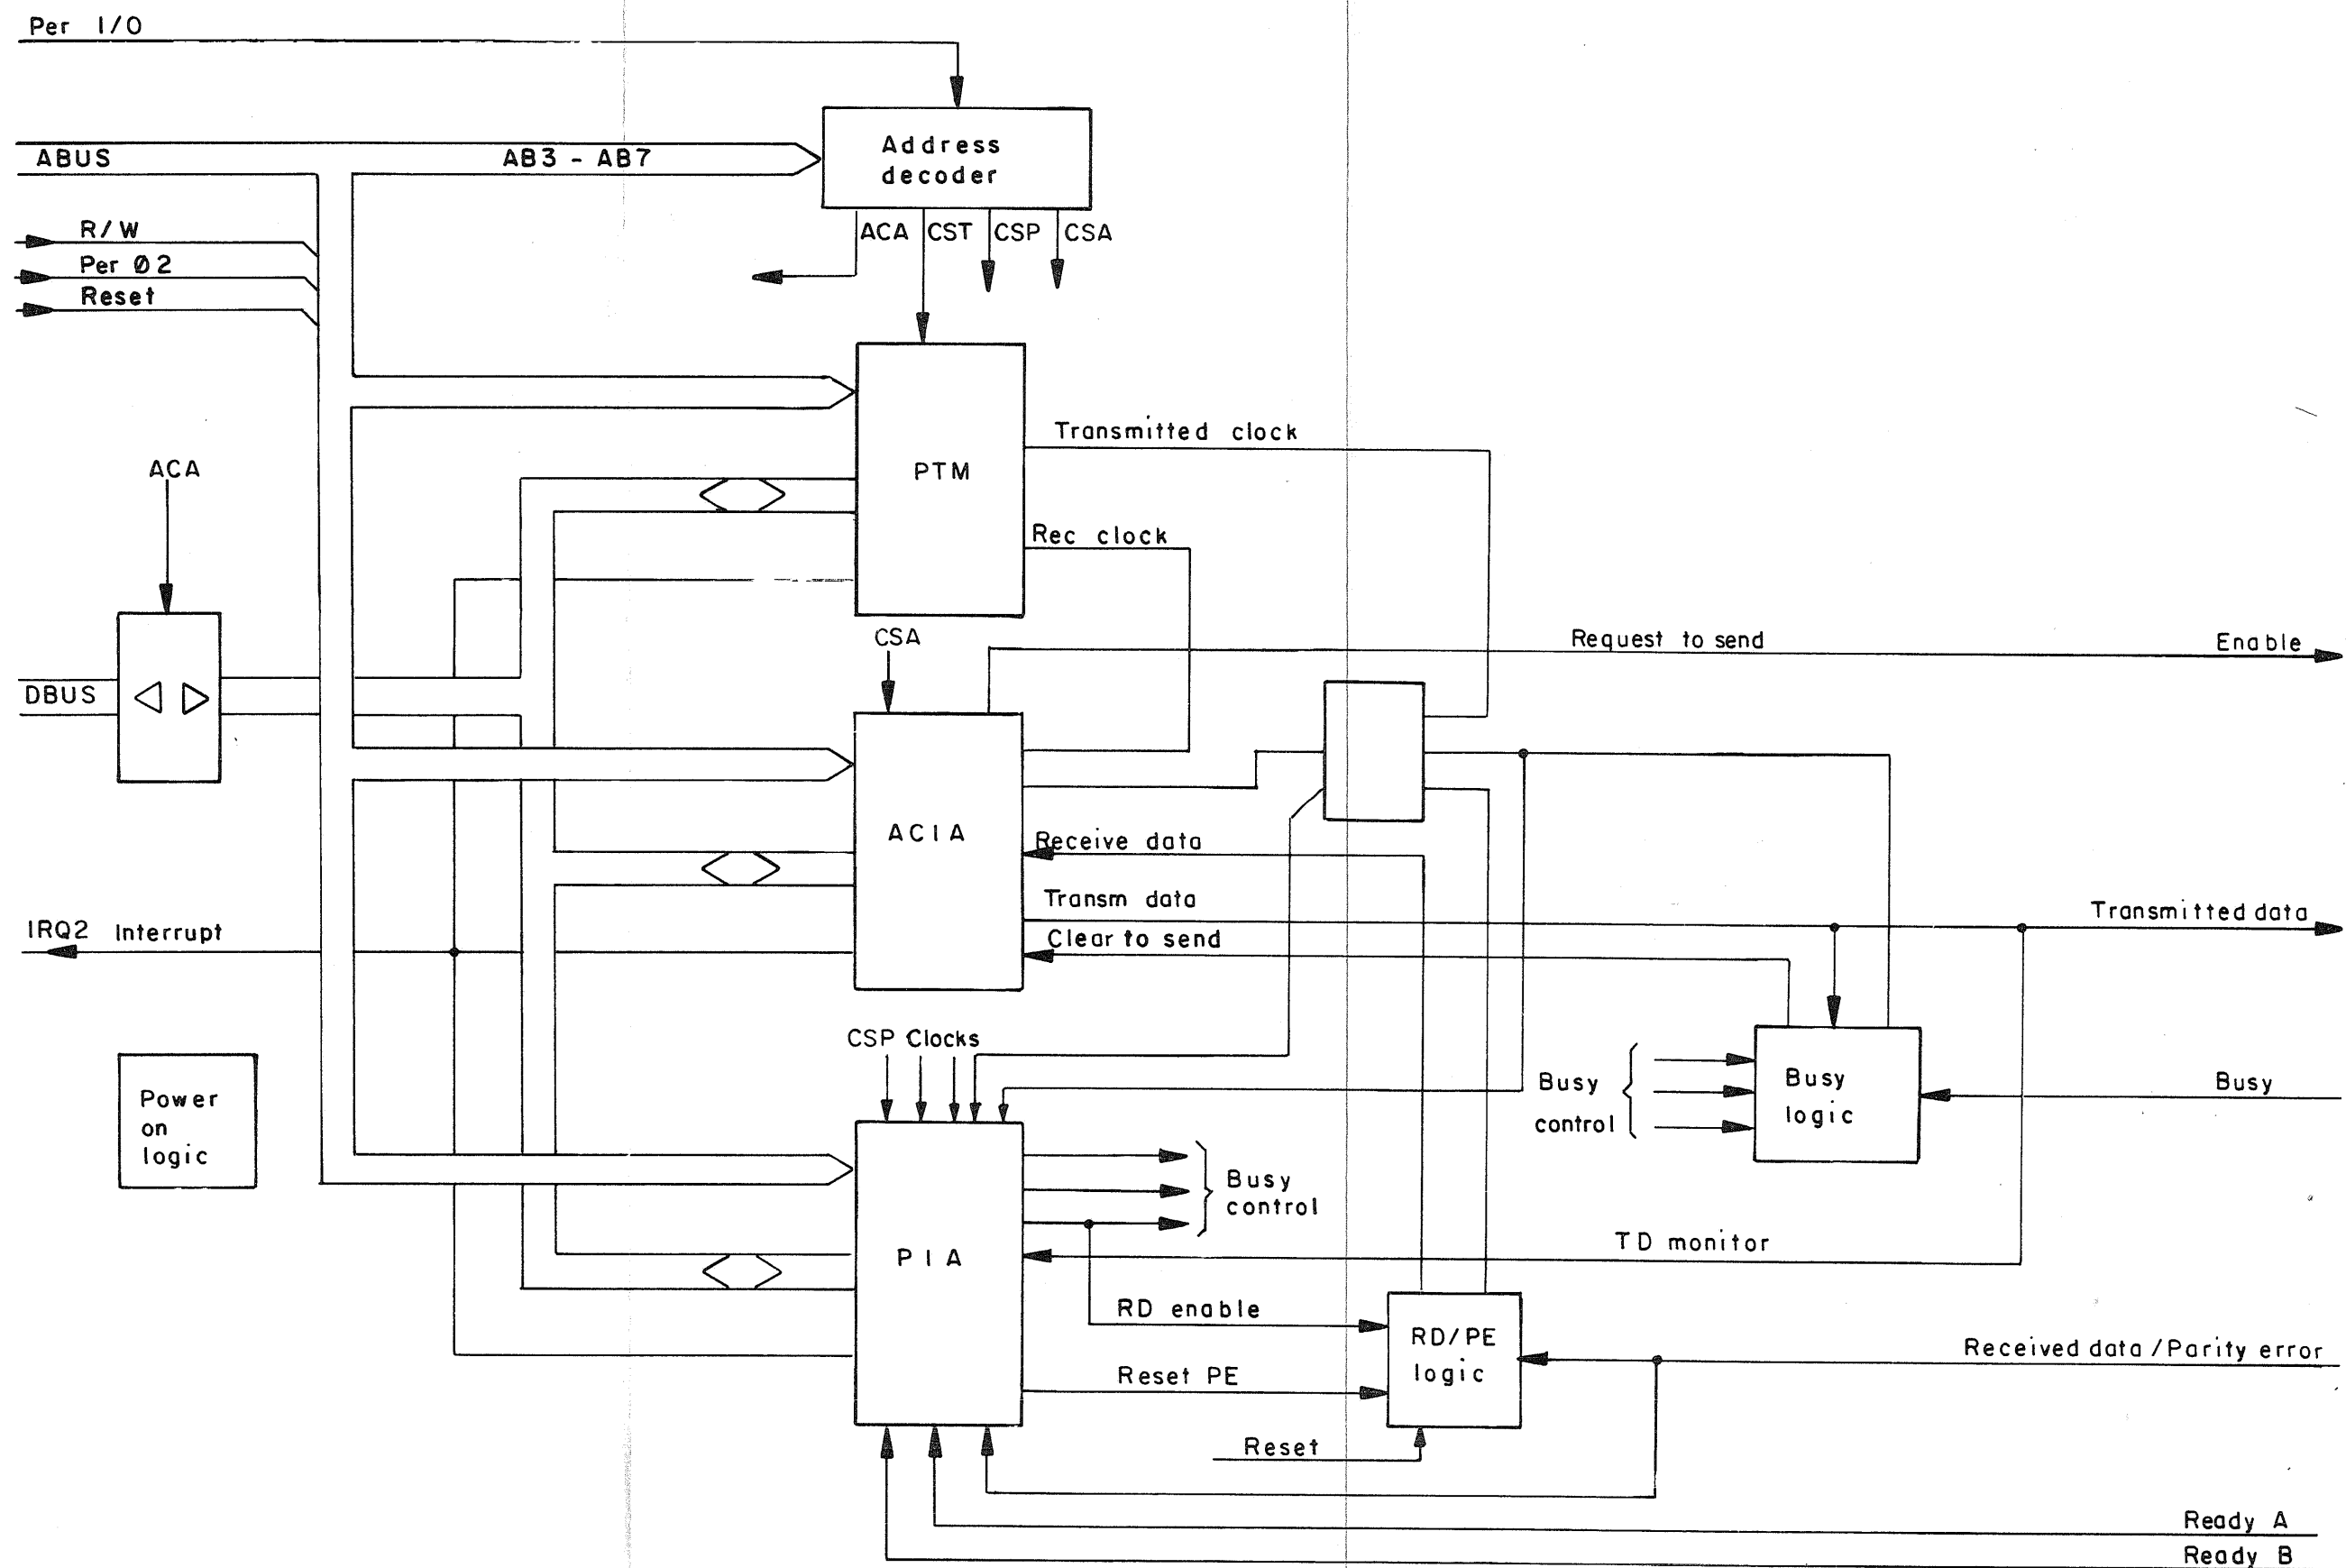 Per I/O
Address
decoder
ABUS
AB3 - AB7
R/W
Per Ø2
Reset
ACA
CST
CSP
CSA
Transmitted clock
PTM
ACA
Rec clock
CSA
Request to send
Enable
DBUS
ACIA
Receive data
Transm data
Transmitted data
IRQ2 Interrupt
Clear to send
CSP Clocks
Power
on
logic
Busy
control
Busy
logic
Busy
Busy
control
PIA
TD monitor
RD enable
RD/PE
logic
Received data / Parity error
Reset PE
Reset
Ready A
Ready B